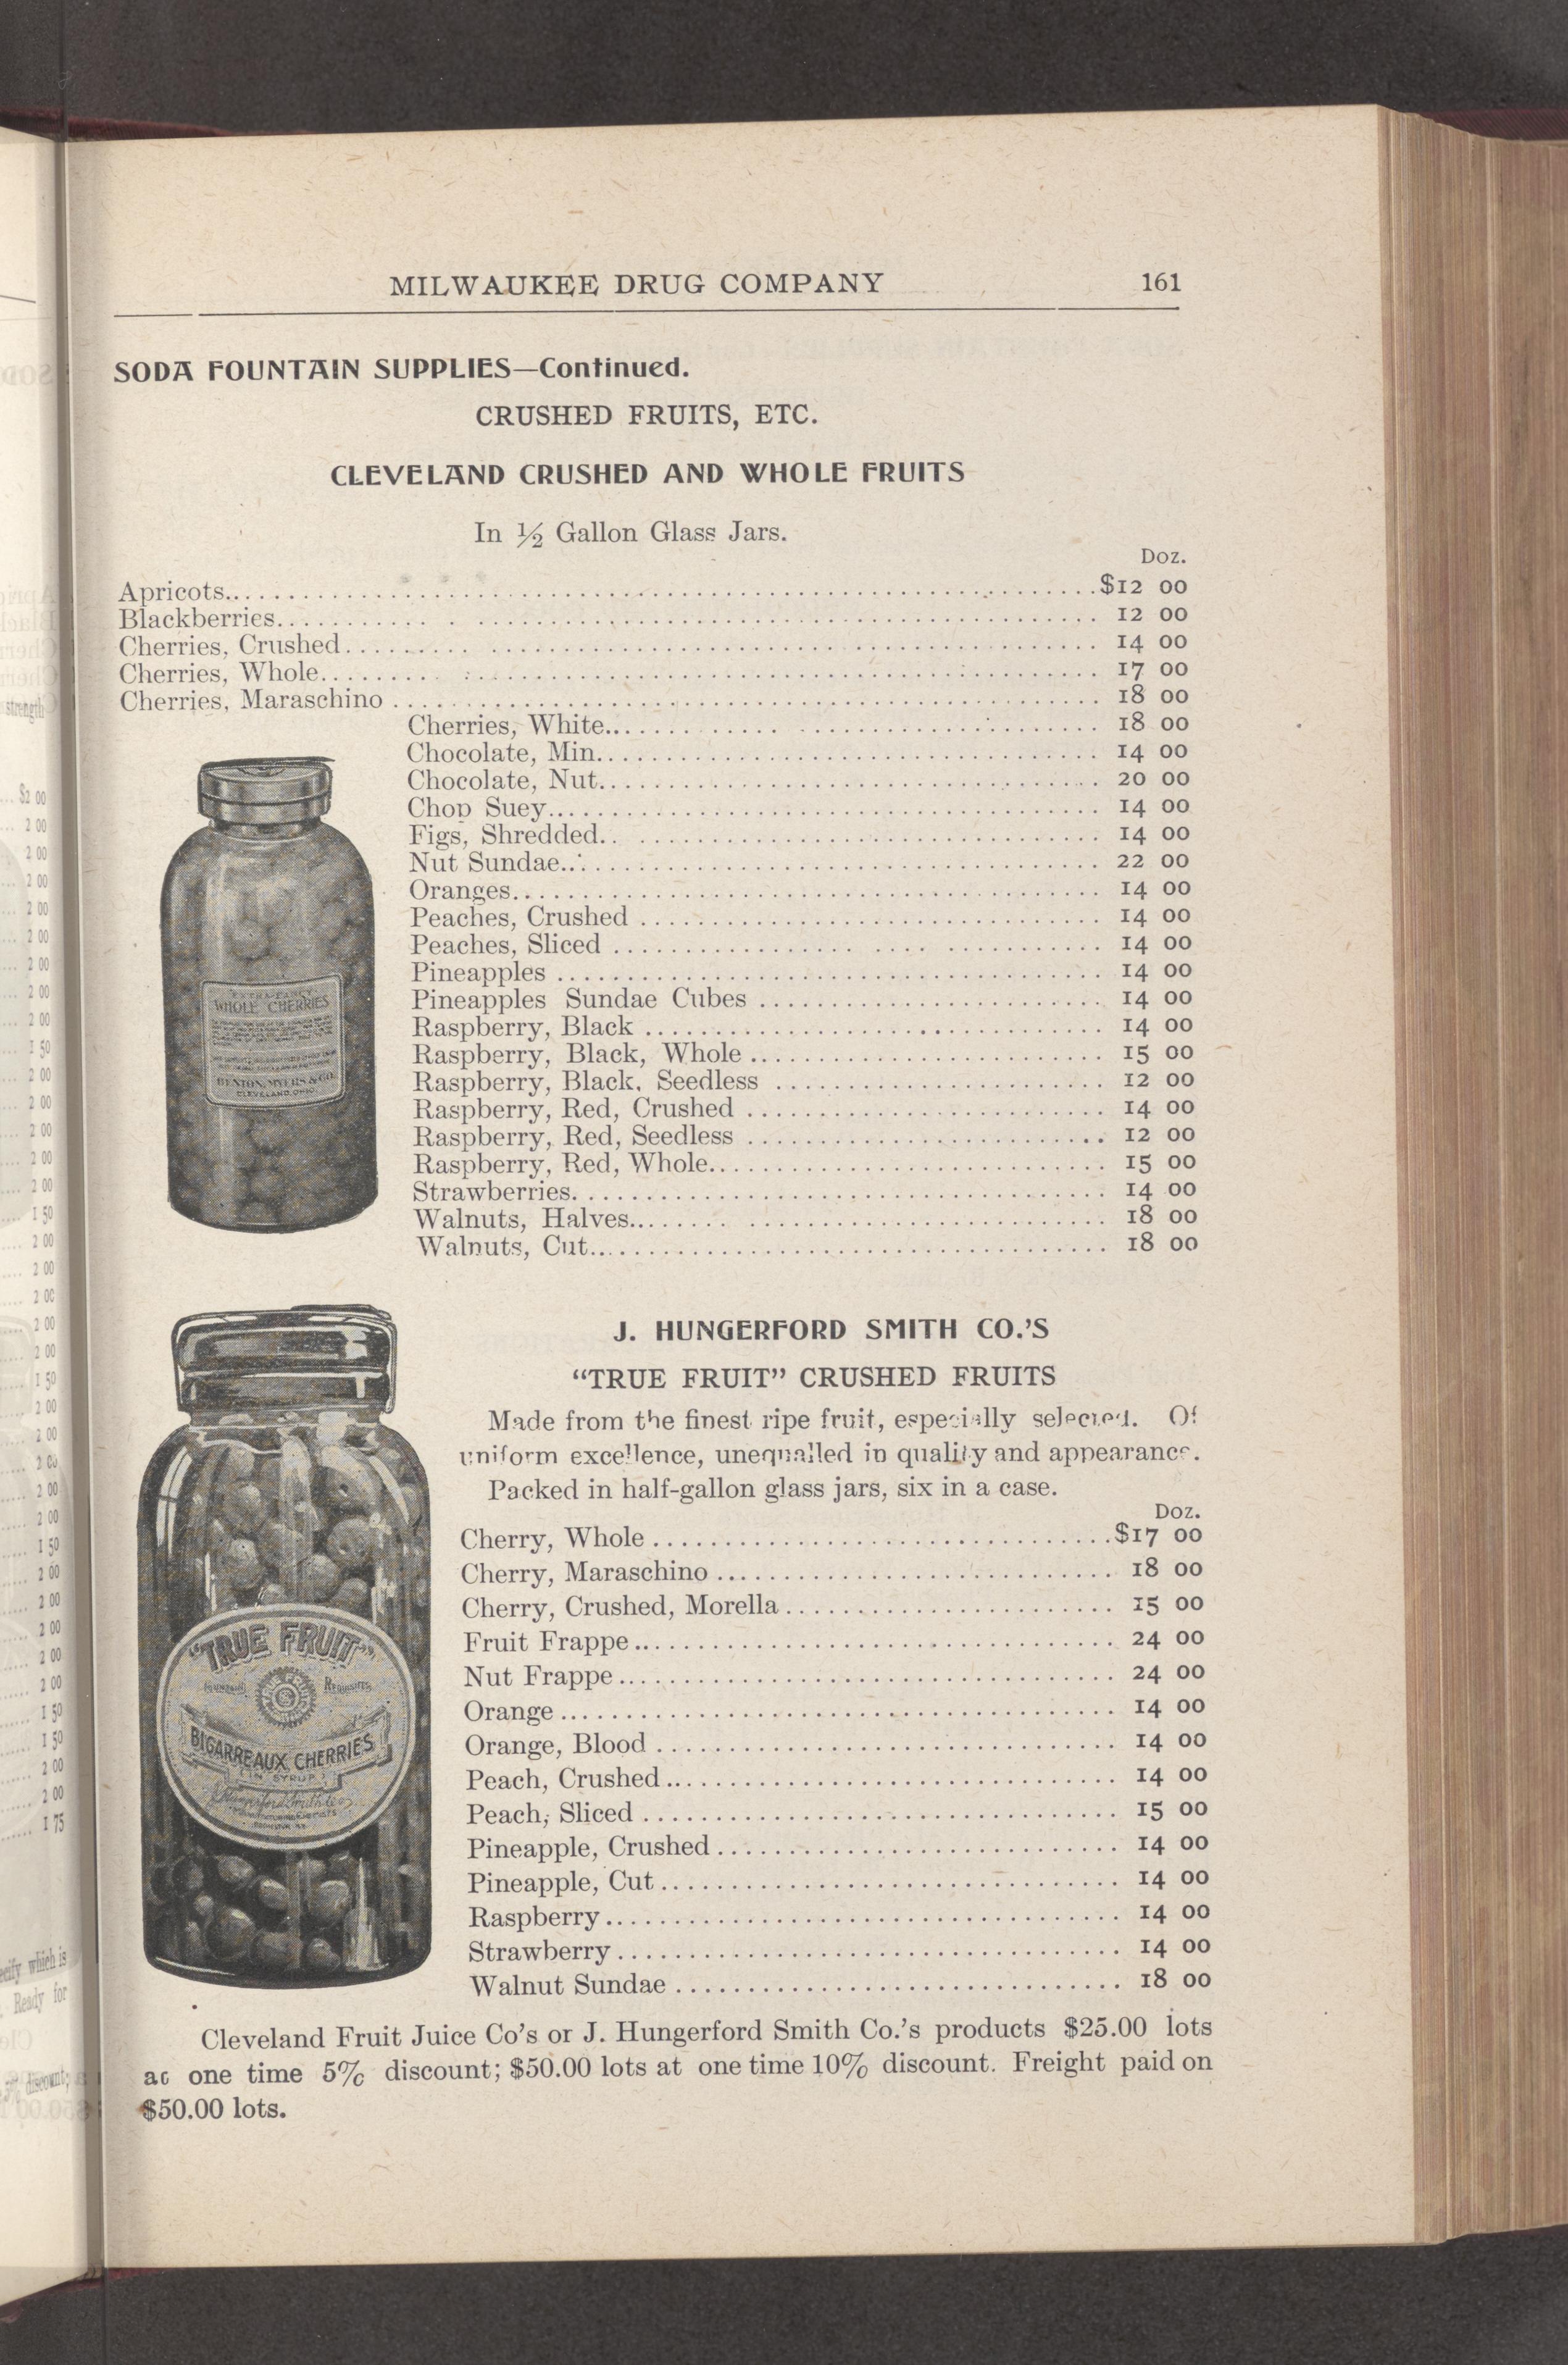 MILWAUKEE DRUG COMPANY 161
SODA FOUNTAIN SUPPLIES—Continued.
CRUSHED FRUITS, ETC.
CLEVELAND CRUSHED AND WHOLE FRUITS
In ½ Gallon Glass Jars.
Doz.
Apricots $12 00
Blackberries 12 00
Cherries, Crushed 14 00
Cherries, Whole 17 00
Cherries, Maraschino 18 00
Cherries, White 18 00
Chocolate, Min. 14 00
Chocolate, Nut 20 00
Chop Suey 14 00
Figs, Shredded 14 00
Nut Sundae 22 00
Oranges 14 00
Peaches, Crushed 14 00
Peaches, Sliced 14 00
Pineapples 14 00
Pineapples Sundae Cubes 14 00
Raspberry, Black 14 00
Raspberry, Black, Whole 15 00
Raspberry, Black, Seedless 12 00
Raspberry, Red, Crushed 14 00
Raspberry, Red, Seedless 12 00
Raspberry, Red, Whole 15 00
Strawberries 14 00
Walnuts, Halves 18 00
Walnuts, Cut 18 00
WHOLE CHERRIES
BENTON, MYERS & CO.
CLEVELAND, OHIO
J. HUNGERFORD SMITH CO.'S
"TRUE FRUIT" CRUSHED FRUITS
Made from the finest ripe fruit, especially selected. Of
uniform excellence, unequalled in quality and appearance.
Packed in half-gallon glass jars, six in a case.
Doz.
Cherry, Whole $17 00
Cherry, Maraschino 18 00
Cherry, Crushed, Morella 15 00
Fruit Frappe 24 00
Nut Frappe 24 00
Orange 14 00
Orange, Blood 14 00
Peach, Crushed 14 00
Peach, Sliced 15 00
Pineapple, Crushed 14 00
Pineapple, Cut 14 00
Raspberry 14 00
Strawberry 14 00
Walnut Sundae 18 00
"TRUE FRUIT"
REQUISITES
BIGARREAUX CHERRIES
IN SYRUP
J. Hungerford Smith Co.
Cleveland Fruit Juice Co's or J. Hungerford Smith Co.'s products $25.00 lots
at one time 5% discount; $50.00 lots at one time 10% discount. Freight paid on
$50.00 lots.